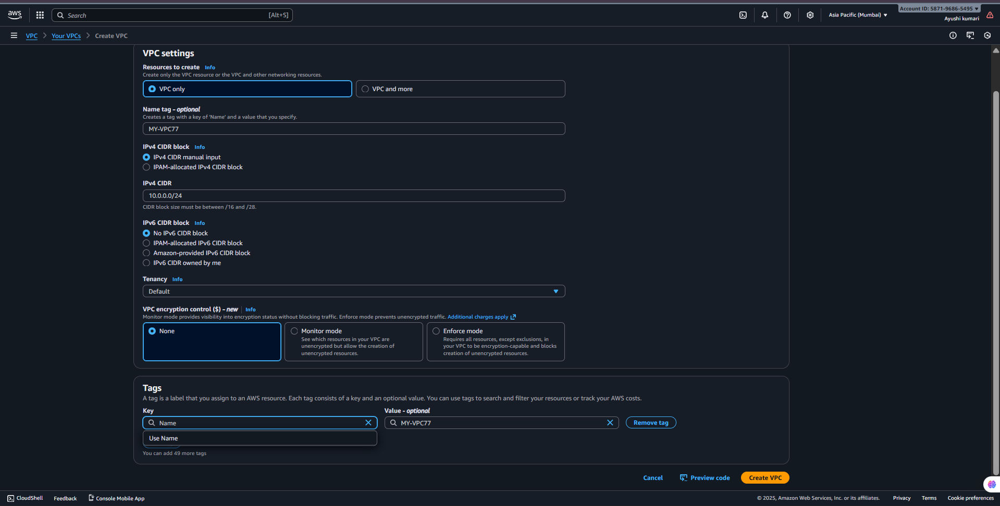 aws
Search [Alt+S]
Asia Pacific (Mumbai)
Account ID: 5871-9686-5495
Ayushi kumari
VPC Your VPCs Create VPC
VPC settings
Resources to create Info
Create only the VPC resource or the VPC and other networking resources.
VPC only VPC and more
Name tag - optional
Creates a tag with a key of 'Name' and a value that you specify.
MY-VPC77
IPv4 CIDR block Info
IPv4 CIDR manual input
IPAM-allocated IPv4 CIDR block
IPv4 CIDR
10.0.0.0/24
CIDR block size must be between /16 and /28.
IPv6 CIDR block Info
No IPv6 CIDR block
IPAM-allocated IPv6 CIDR block
Amazon-provided IPv6 CIDR block
IPv6 CIDR owned by me
Tenancy Info
Default
VPC encryption control ($) - new Info
Monitor mode provides visibility into encryption status without blocking traffic. Enforce mode prevents unencrypted traffic. Additional charges apply
None
Monitor mode
See which resources in your VPC are
unencrypted but allow the creation of
unencrypted resources.
Enforce mode
Requires all resources, except exclusions, in
your VPC to be encryption-capable and blocks
creation of unencrypted resources.
Tags
A tag is a label that you assign to an AWS resource. Each tag consists of a key and an optional value. You can use tags to search and filter your resources or track your AWS costs.
Key Value - optional
Name MY-VPC77 Remove tag
Use Name
You can add 49 more tags
Cancel Preview code Create VPC
CloudShell Feedback Console Mobile App © 2025, Amazon Web Services, Inc. or its affiliates. Privacy Terms Cookie preferences